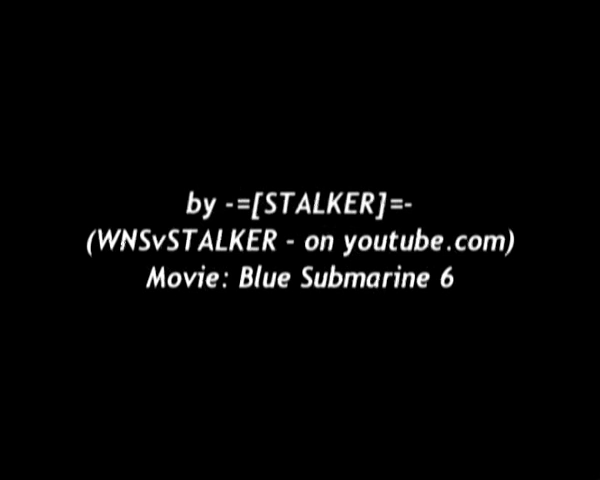 by -=[STALKER]=-
(WNSvSTALKER - on youtube.com)
Movie: Blue Submarine 6